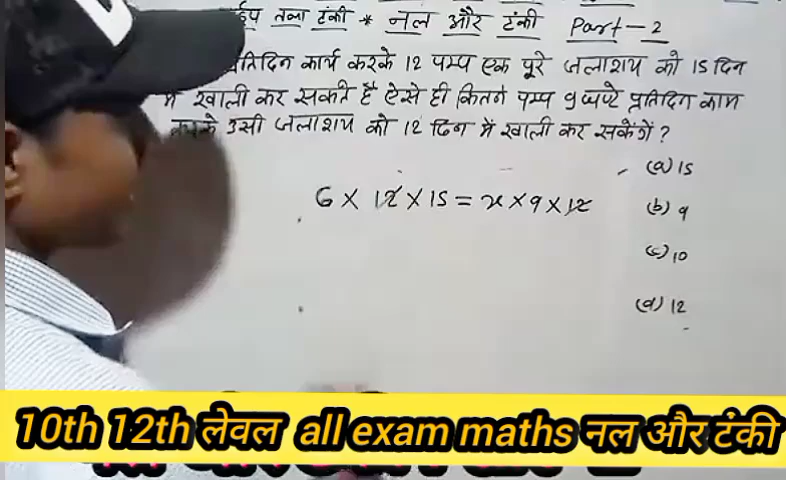 तथा टंकी * नल और टंकी Part-2
प्रतिदिन कार्य करके 12 पम्प एक पूरे जलाशय को 15 दिन
में खाली कर सकते है ऐसे ही कितने पम्प 9 घण्टे प्रतिदिन काम
करके उसी जलाशय को 12 दिन में खाली कर सकेंगें?
(a) 15
6 × 12 × 15 = x × 9 × 12
(b) 9
(c) 10
(d) 12
10th 12th लेवल all exam maths नल और टंकी